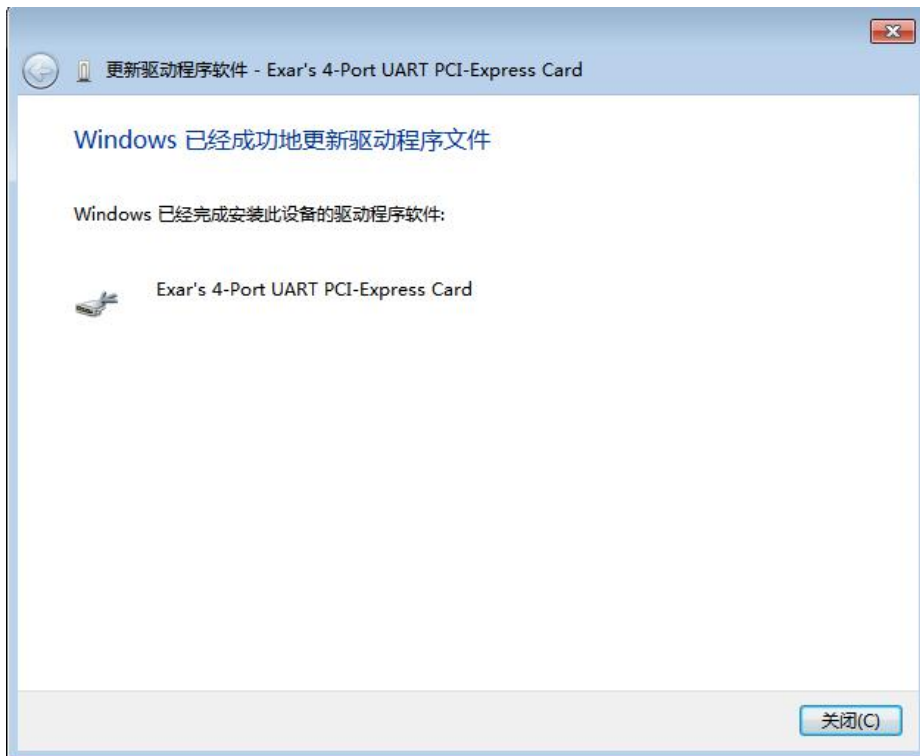 更新驱动程序软件 - Exar's 4-Port UART PCI-Express Card
Windows 已经成功地更新驱动程序文件
Windows 已经完成安装此设备的驱动程序软件:
Exar's 4-Port UART PCI-Express Card
关闭(C)